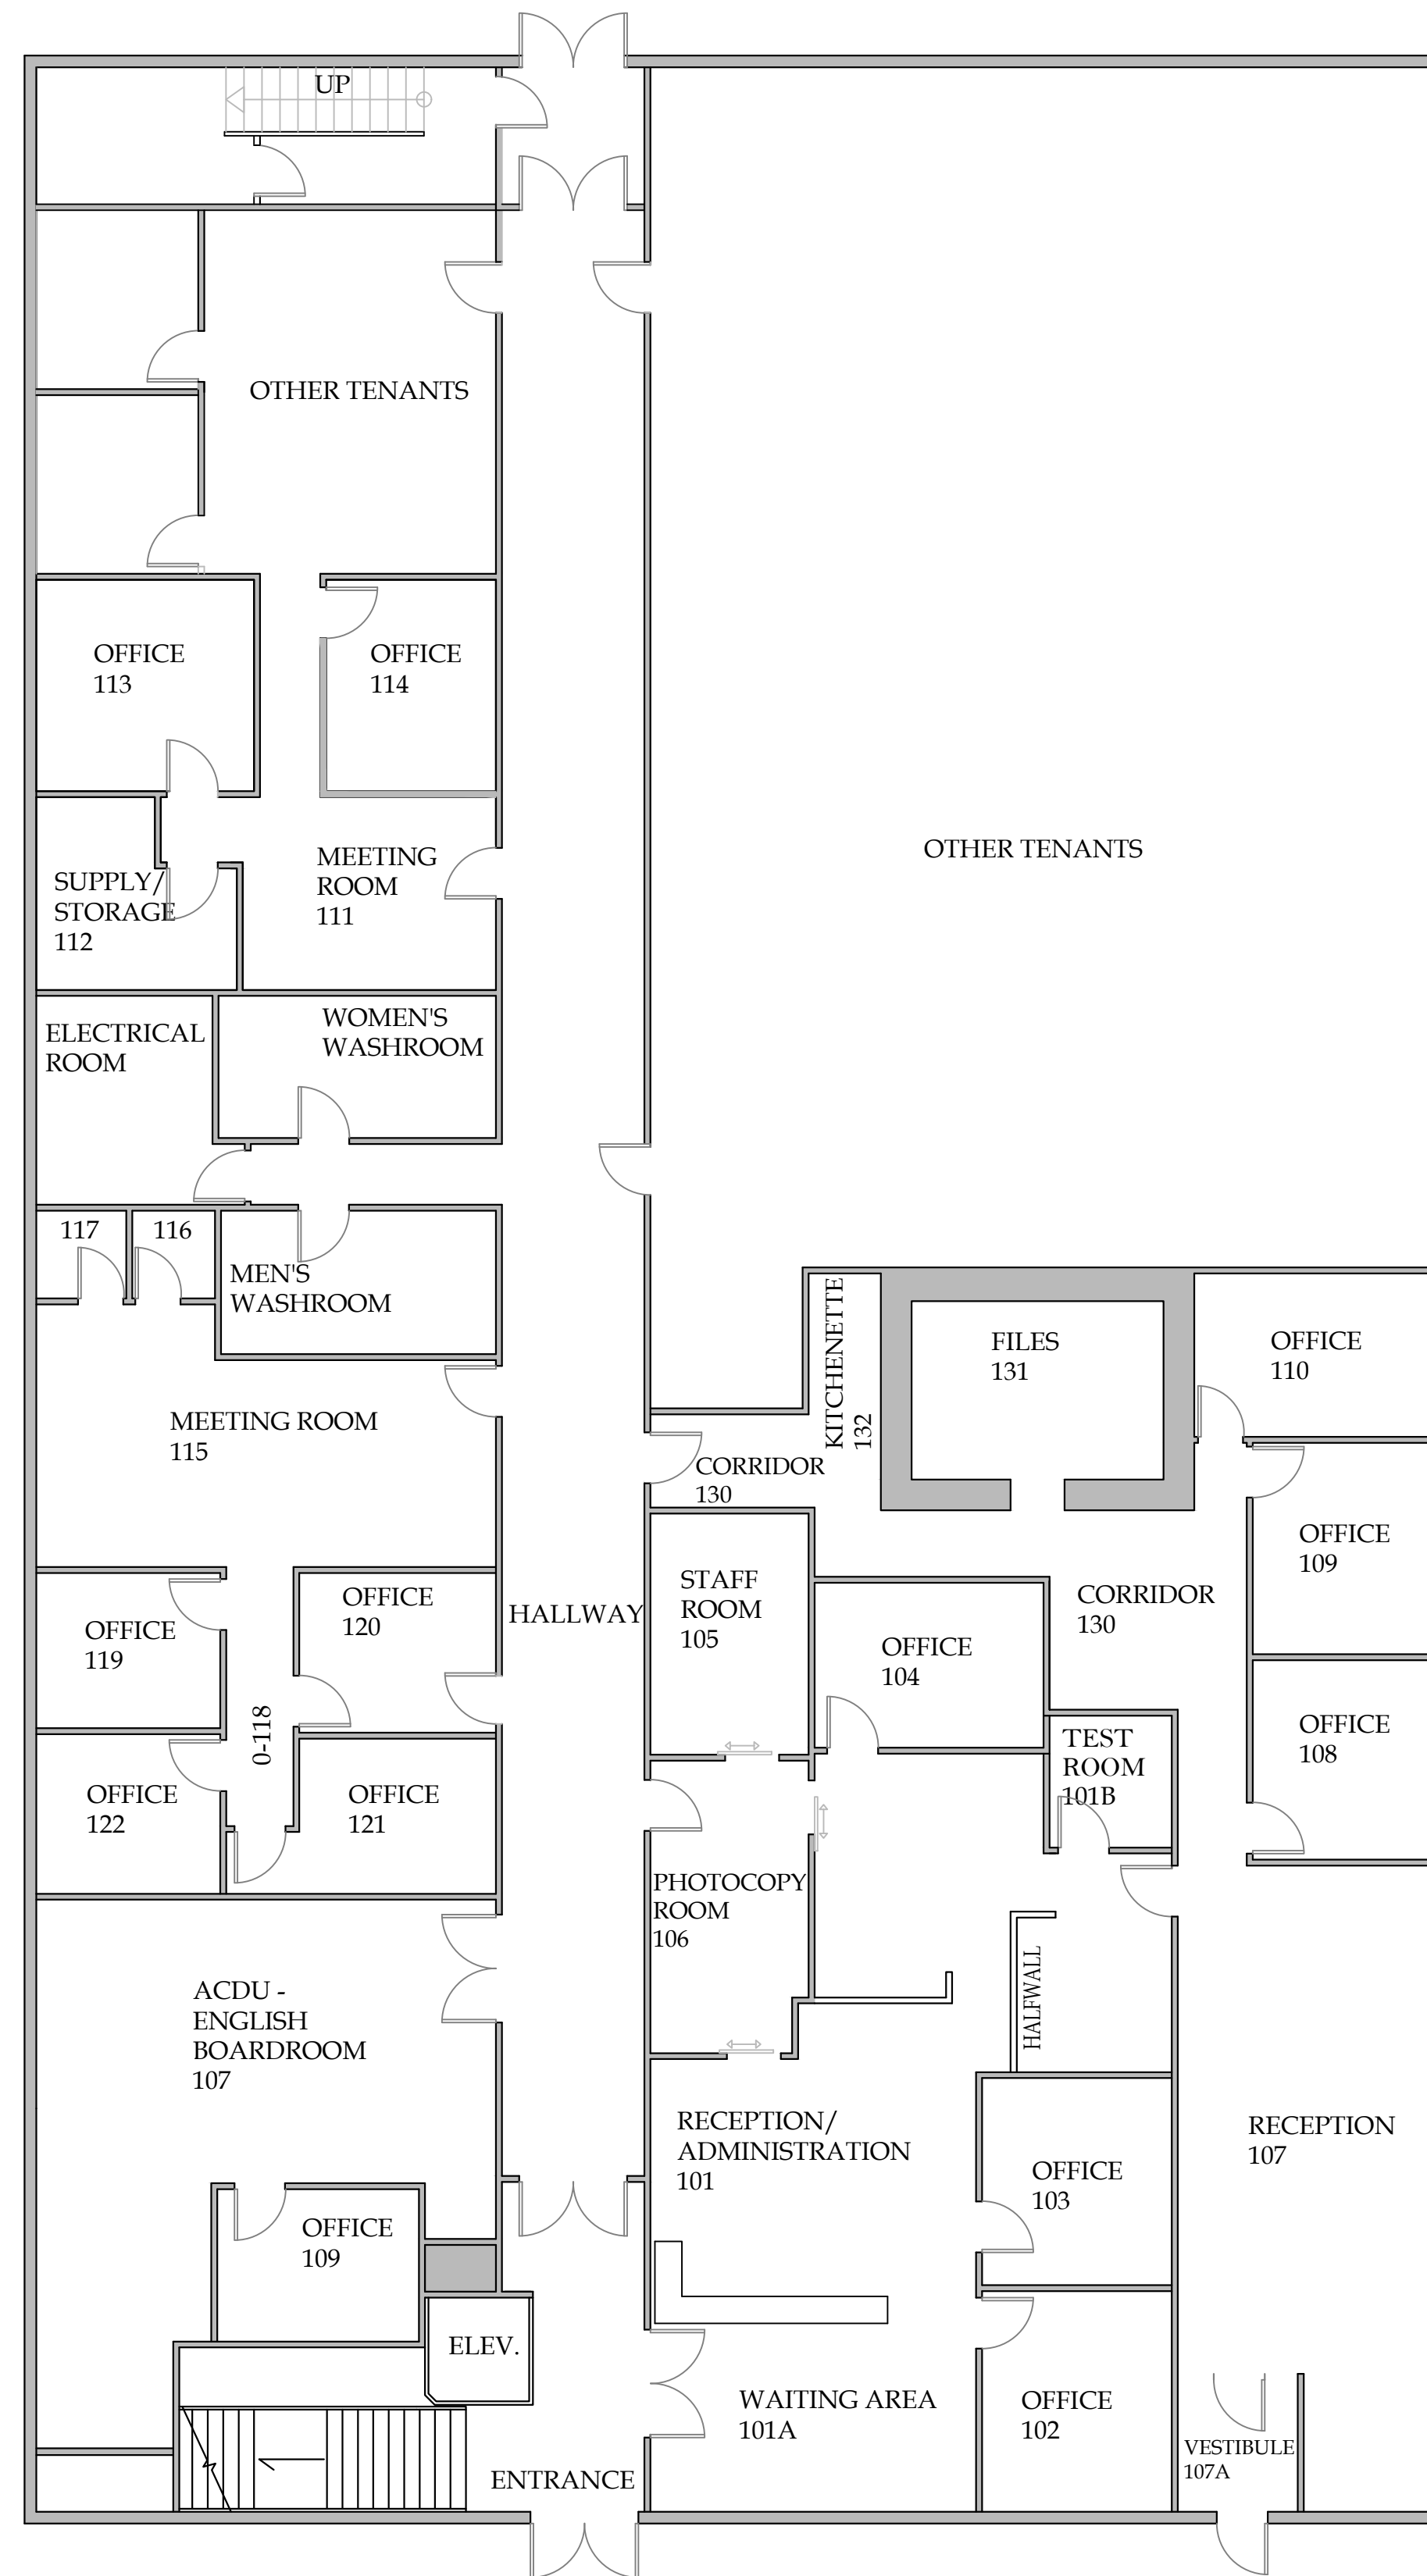 UP
OTHER TENANTS
OFFICE
113
OFFICE
114
MEETING
ROOM
111
OTHER TENANTS
SUPPLY/
STORAGE
112
ELECTRICAL
ROOM
WOMEN'S
WASHROOM
117
116
MEN'S
WASHROOM
MEETING ROOM
115
KITCHENETTE
132
FILES
131
OFFICE
110
CORRIDOR
130
OFFICE
109
STAFF
ROOM
105
HALLWAY
OFFICE
120
OFFICE
119
OFFICE
104
CORRIDOR
130
0-118
OFFICE
122
OFFICE
121
TEST
ROOM
101B
OFFICE
108
PHOTOCOPY
ROOM
106
HALFWALL
ACDU -
ENGLISH
BOARDROOM
107
RECEPTION/
ADMINISTRATION
101
OFFICE
103
RECEPTION
107
OFFICE
109
ELEV.
WAITING AREA
101A
OFFICE
102
VESTIBULE
107A
ENTRANCE